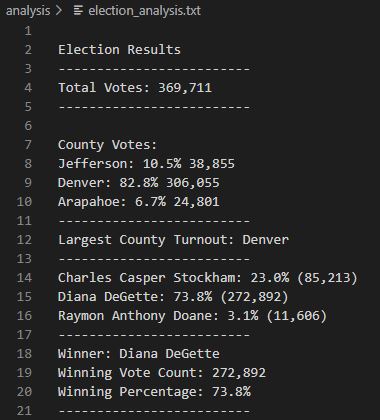 analysis > election_analysis.txt
1
2 Election Results
3 -------------------------
4 Total Votes: 369,711
5 -------------------------
6
7 County Votes:
8 Jefferson: 10.5% 38,855
9 Denver: 82.8% 306,055
10 Arapahoe: 6.7% 24,801
11 -------------------------
12 Largest County Turnout: Denver
13 -------------------------
14 Charles Casper Stockham: 23.0% (85,213)
15 Diana DeGette: 73.8% (272,892)
16 Raymon Anthony Doane: 3.1% (11,606)
17 -------------------------
18 Winner: Diana DeGette
19 Winning Vote Count: 272,892
20 Winning Percentage: 73.8%
21 -------------------------